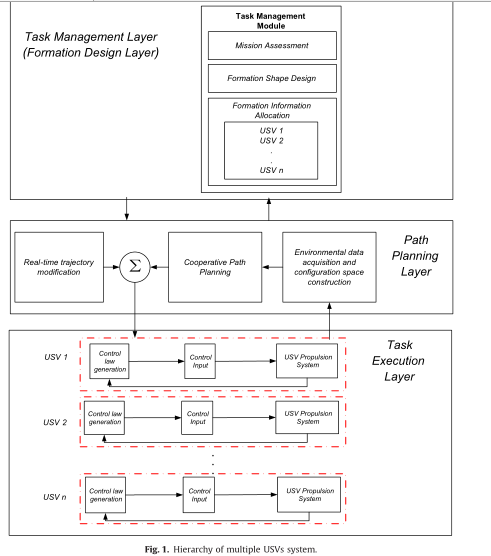 Task Management Layer
(Formation Design Layer)
Task Management
Module
Mission Assessment
Formation Shape Design
Formation Information
Allocation
USV 1
USV 2
.
.
USV n
Real-time trajectory
modification
Σ
Cooperative Path
Planning
Environmental data
acquisition and
configuration space
construction
Path
Planning
Layer
Task
Execution
Layer
USV 1
Control
law
generation
Control
Input
USV Propulsion
System
USV 2
Control law
generation
Control
Input
USV Propulsion
System
.
.
.
USV n
Control law
generation
Control
Input
USV Propulsion
System
Fig. 1. Hierarchy of multiple USVs system.